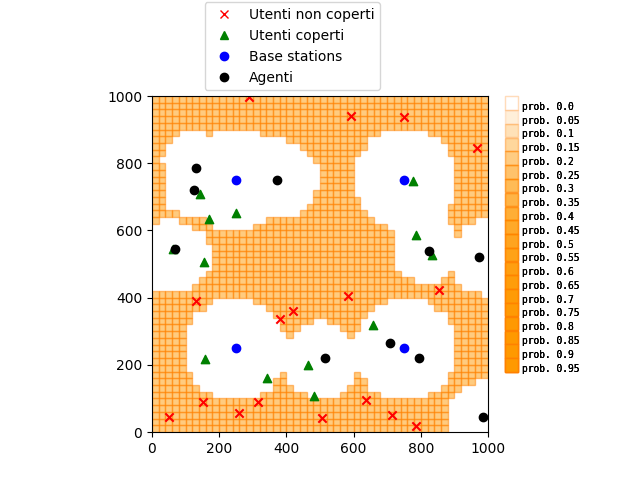 Utenti non coperti
Utenti coperti
Base stations
Agenti
1000
800
600
400
200
0
0 200 400 600 800 1000
prob. 0.0
prob. 0.05
prob. 0.1
prob. 0.15
prob. 0.2
prob. 0.25
prob. 0.3
prob. 0.35
prob. 0.4
prob. 0.45
prob. 0.5
prob. 0.55
prob. 0.6
prob. 0.65
prob. 0.7
prob. 0.75
prob. 0.8
prob. 0.85
prob. 0.9
prob. 0.95